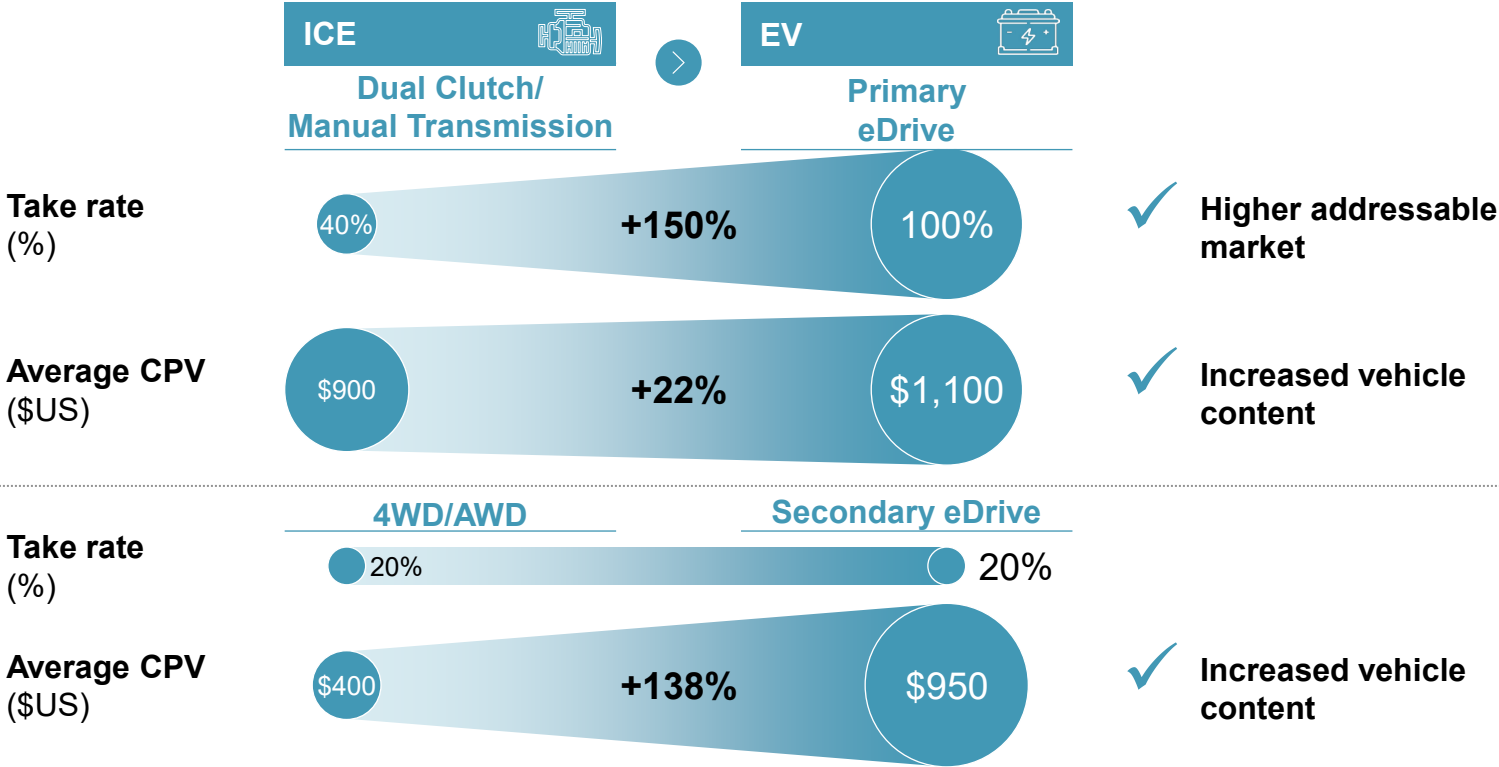 ICE
EV
Dual Clutch/
Manual Transmission
Primary
eDrive
Take rate
(%)
40%
+150%
100%
Higher addressable
market
Average CPV
($US)
$900
+22%
$1,100
Increased vehicle
content
4WD/AWD
Secondary eDrive
Take rate
(%)
20%
20%
Average CPV
($US)
$400
+138%
$950
Increased vehicle
content